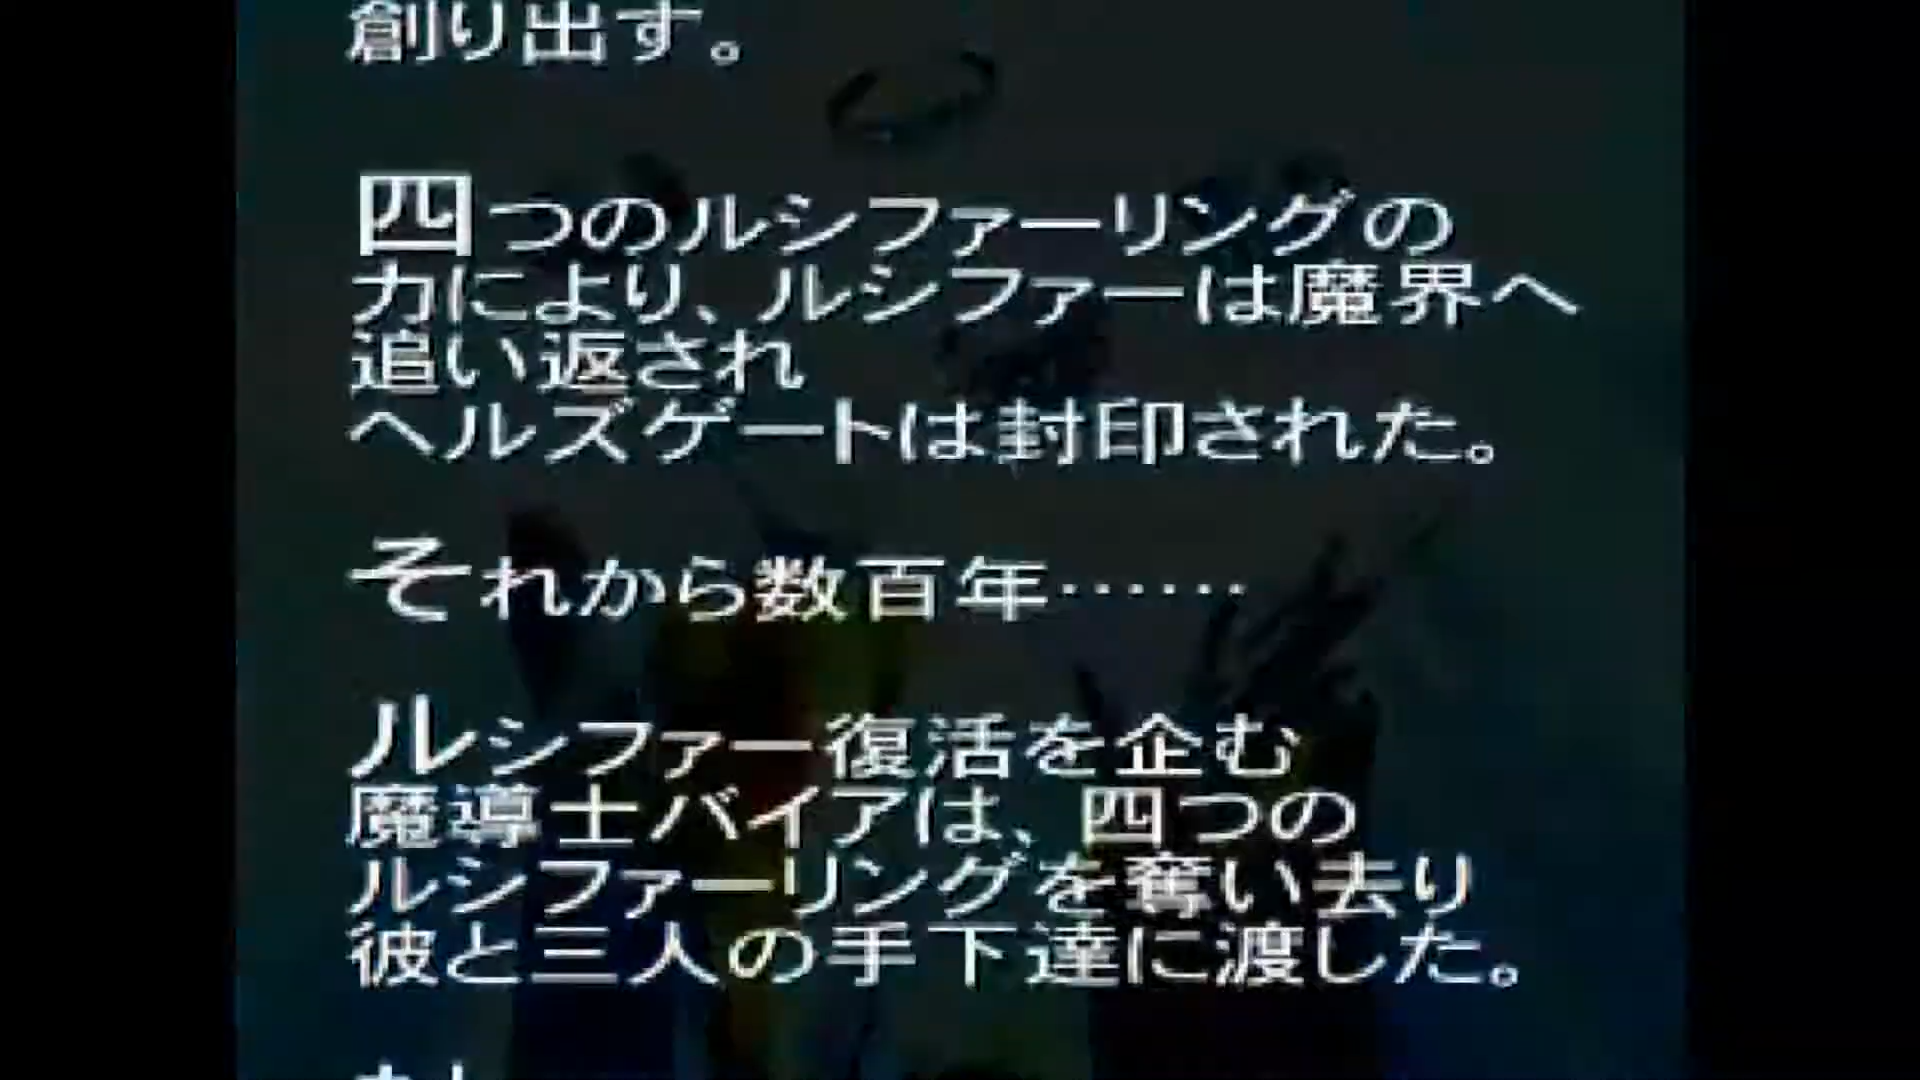 創り出す。
四つのルシファーリングの
力により、ルシファーは魔界へ
追い返され
ヘルズゲートは封印された。
それから数百年……
ルシファー復活を企む
魔導士バイアは、四つの
ルシファーリングを奪い去り
彼と三人の手下達に渡した。